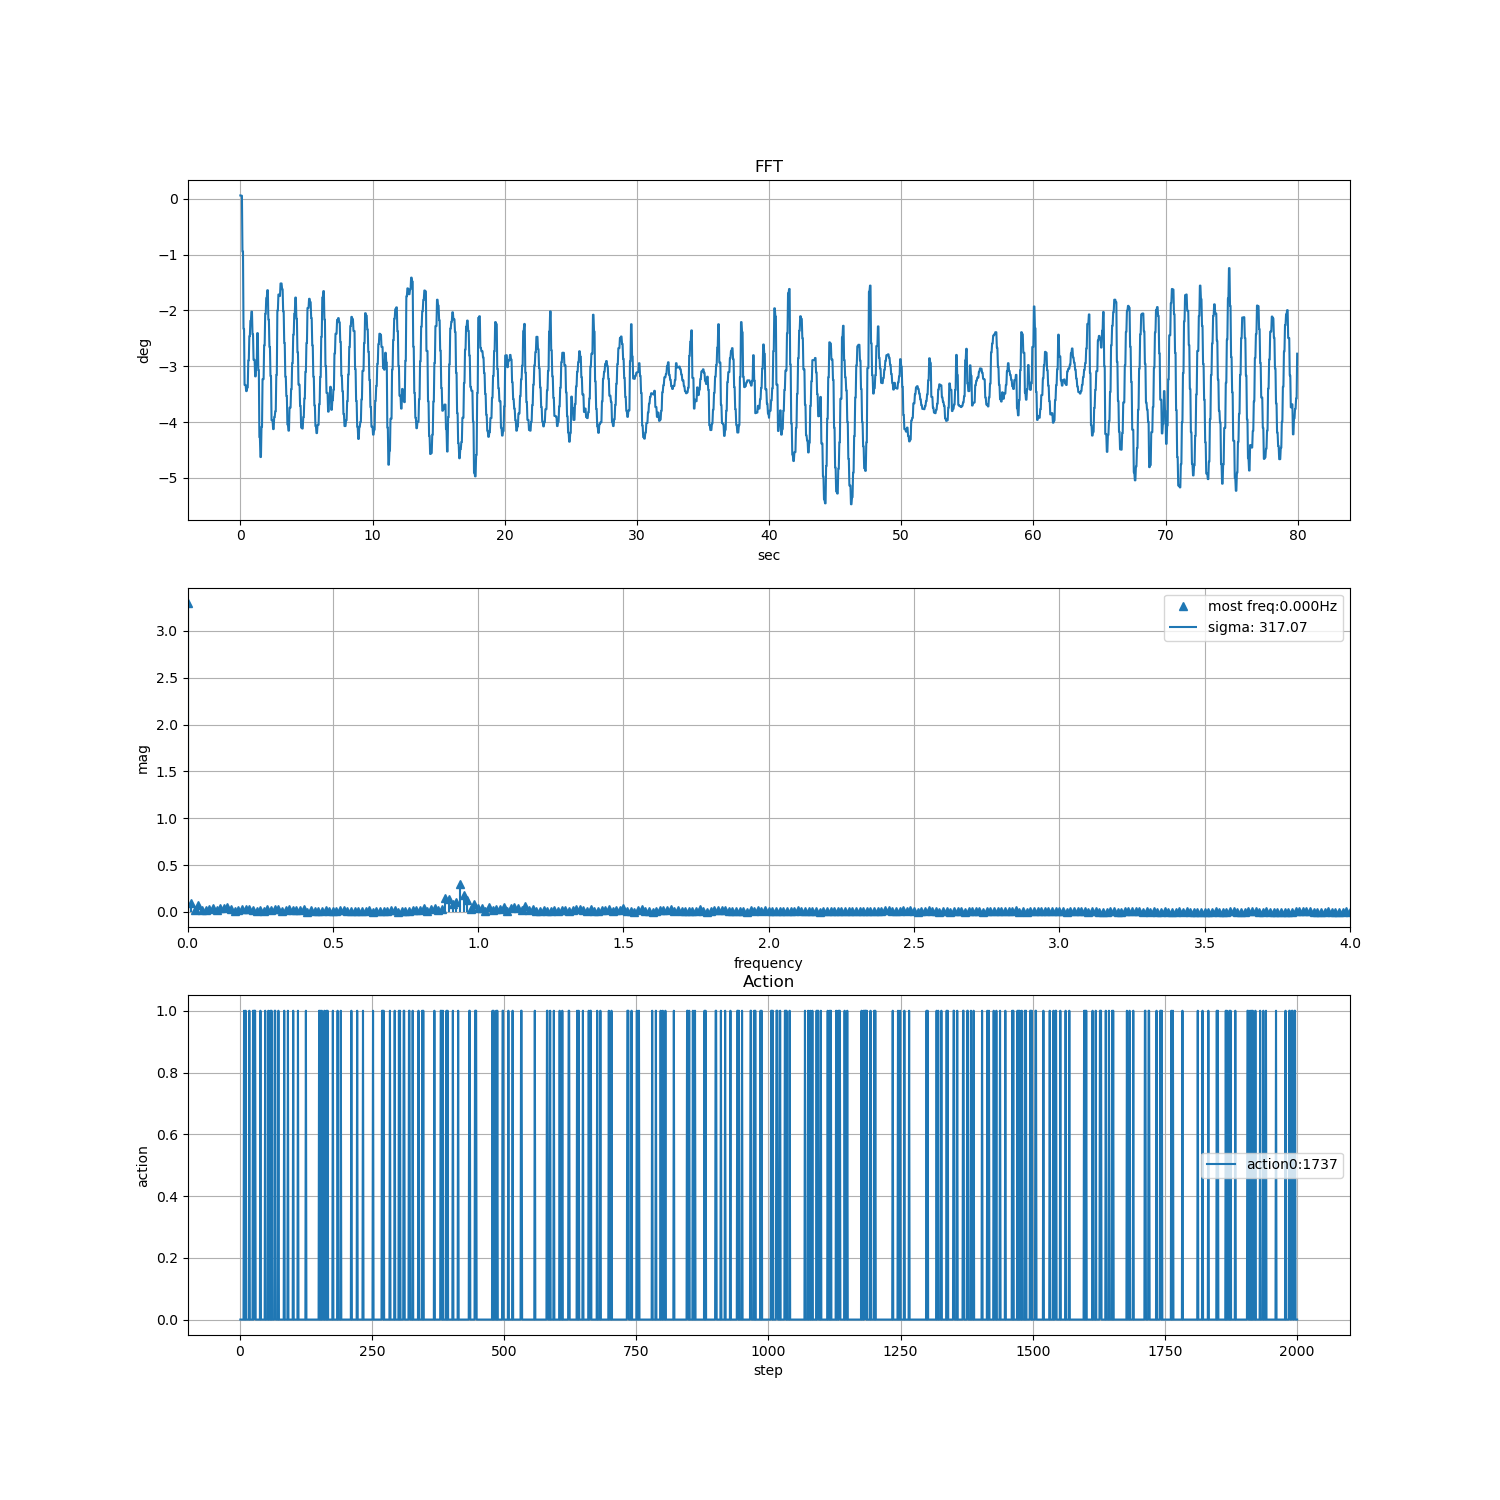 FFT
0
−1
−2
−3
−4
−5
deg
0 10 20 30 40 50 60 70 80
sec
most freq:0.000Hz
sigma: 317.07
3.0
2.5
2.0
1.5
1.0
0.5
0.0
mag
0.0 0.5 1.0 1.5 2.0 2.5 3.0 3.5 4.0
frequency
Action
1.0
0.8
0.6
0.4
0.2
0.0
action
action0:1737
0 250 500 750 1000 1250 1500 1750 2000
step